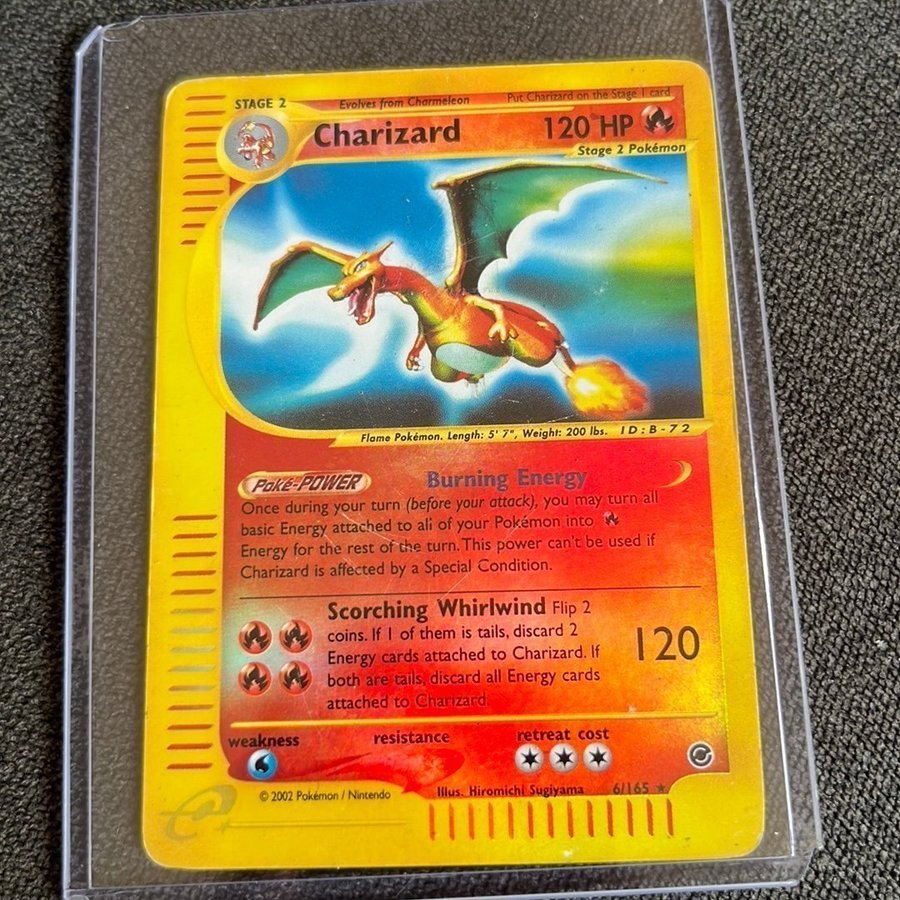 STAGE 2 Evolves from Charmeleon Put Charizard on the Stage 1 card
Charizard 120 HP
Stage 2 Pokémon
Flame Pokémon. Length: 5' 7", Weight: 200 lbs. ID:B-72
Poké-POWER Burning Energy
Once during your turn (before your attack), you may turn all
basic Energy attached to all of your Pokémon into
Energy for the rest of the turn. This power can't be used if
Charizard is affected by a Special Condition.
Scorching Whirlwind Flip 2
coins. If 1 of them is tails, discard 2
Energy cards attached to Charizard. If
both are tails, discard all Energy cards
attached to Charizard.
120
weakness resistance retreat cost
© 2002 Pokémon / Nintendo Illus. Hiromichi Sugiyama 6/165 ★
e